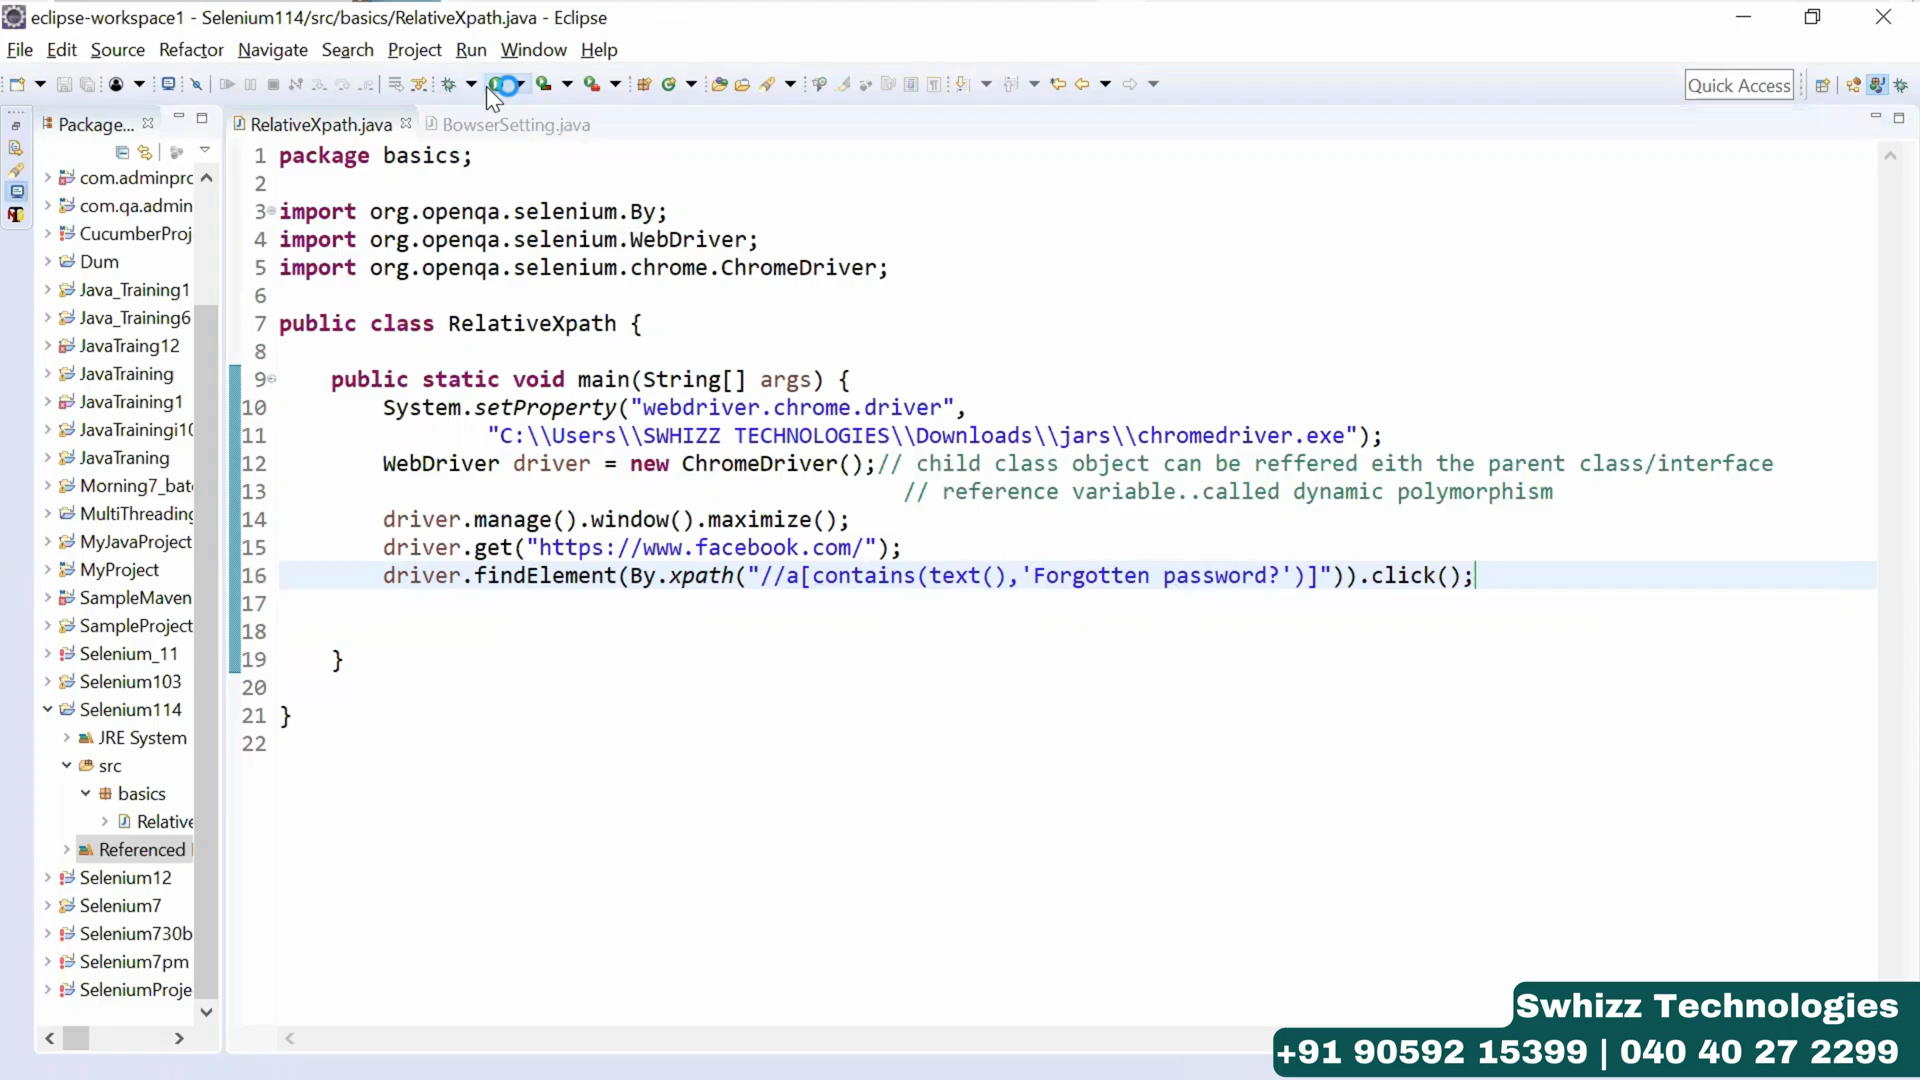 eclipse-workspace1 - Selenium114/src/basics/RelativeXpath.java - Eclipse
File Edit Source Refactor Navigate Search Project Run Window Help
Quick Access
Package...
RelativeXpath.java
BowserSetting.java
com.adminpro
com.qa.admin
CucumberProj
Dum
Java_Training1
Java_Training6
JavaTraing12
JavaTraining
JavaTraining1
JavaTrainingi10
JavaTraning
Morning7_bat
MultiThreading
MyJavaProject
MyProject
SampleMaven
SampleProject
Selenium_11
Selenium103
Selenium114
JRE System
src
basics
Relative
Referenced
Selenium12
Selenium7
Selenium730b
Selenium7pm
SeleniumProje
1 package basics;
2
3 import org.openqa.selenium.By;
4 import org.openqa.selenium.WebDriver;
5 import org.openqa.selenium.chrome.ChromeDriver;
6
7 public class RelativeXpath {
8
9 public static void main(String[] args) {
10 System.setProperty("webdriver.chrome.driver",
11 "C:\\Users\\SWHIZZ TECHNOLOGIES\\Downloads\\jars\\chromedriver.exe");
12 WebDriver driver = new ChromeDriver();// child class object can be reffered eith the parent class/interface
13 // reference variable..called dynamic polymorphism
14 driver.manage().window().maximize();
15 driver.get("https://www.facebook.com/");
16 driver.findElement(By.xpath("//a[contains(text(),'Forgotten password?')]")).click();
17
18
19 }
20
21 }
22
Swhizz Technologies
+91 90592 15399 | 040 40 27 2299